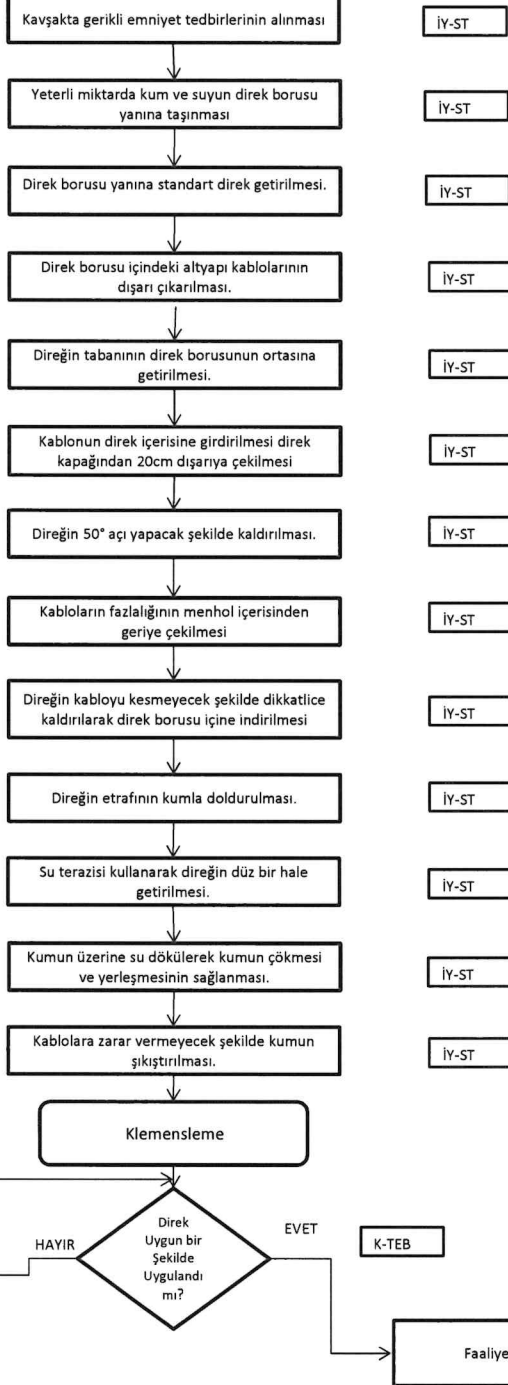 Kavşakta gerikli emniyet tedbirlerinin alınması
İY-ST
Yeterli miktarda kum ve suyun direk borusu
yanına taşınması
İY-ST
Direk borusu yanına standart direk getirilmesi.
İY-ST
Direk borusu içindeki altyapı kablolarının
dışarı çıkarılması.
İY-ST
Direğin tabanının direk borusunun ortasına
getirilmesi.
İY-ST
Kablonun direk içerisine girdirilmesi direk
kapağından 20cm dışarıya çekilmesi
İY-ST
Direğin 50° açı yapacak şekilde kaldırılması.
İY-ST
Kabloların fazlalığının menhol içerisinden
geriye çekilmesi
İY-ST
Direğin kabloyu kesmeyecek şekilde dikkatlice
kaldırılarak direk borusu içine indirilmesi
İY-ST
Direğin etrafının kumla doldurulması.
İY-ST
Su terazisi kullanarak direğin düz bir hale
getirilmesi.
İY-ST
Kumun üzerine su dökülerek kumun çökmesi
ve yerleşmesinin sağlanması.
İY-ST
Kablolara zarar vermeyecek şekilde kumun
şıkıştırılması.
İY-ST
Klemensleme
Direk
Uygun bir
Şekilde
Uygulandı
mı?
HAYIR
EVET
K-TEB
Faaliye